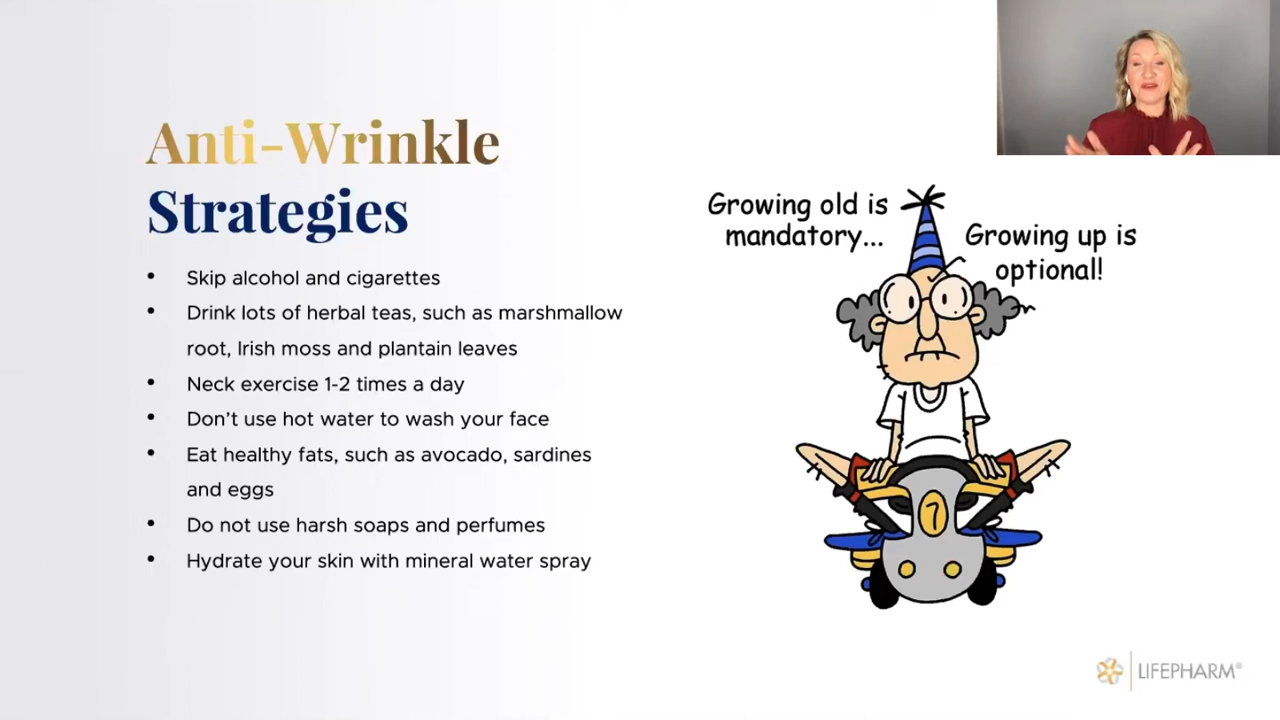 Anti-Wrinkle
Strategies
• Skip alcohol and cigarettes
• Drink lots of herbal teas, such as marshmallow
root, Irish moss and plantain leaves
• Neck exercise 1-2 times a day
• Don’t use hot water to wash your face
• Eat healthy fats, such as avocado, sardines
and eggs
• Do not use harsh soaps and perfumes
• Hydrate your skin with mineral water spray
Growing old is
mandatory...
Growing up is
optional!
7
LIFEPHARM®